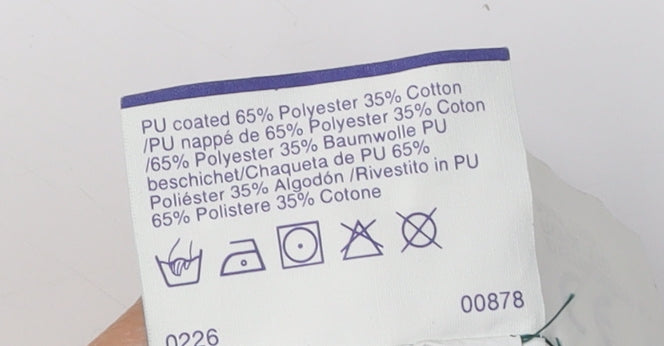 PU coated 65% Polyester 35% Cotton
/PU nappé de 65% Polyester 35% Coton
/65% Polyester 35% Baumwolle PU
beschichet/Chaqueta de PU 65%
Poliéster 35% Algodón /Rivestito in PU
65% Polistere 35% Cotone
00878
0226